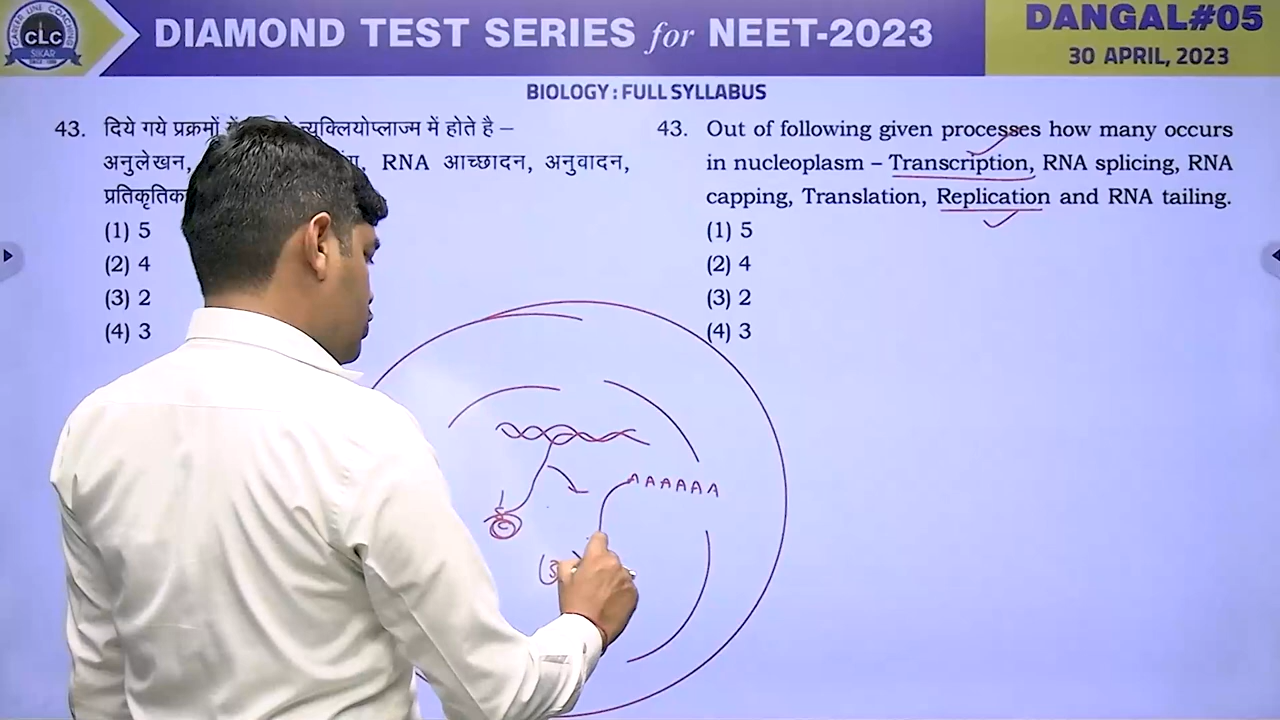 CAREER LINE COACHING
CLC
SIKAR
DIAMOND TEST SERIES for NEET-2023
DANGAL#05
30 APRIL, 2023
BIOLOGY : FULL SYLLABUS
43. दिये गये प्रक्रमों न्यूक्लियोप्लाज्म में होते है –
अनुलेखन, RNA आच्छादन, अनुवादन,
(1) 5
(2) 4
(3) 2
(4) 3
43. Out of following given processes how many occurs
in nucleoplasm – Transcription, RNA splicing, RNA
capping, Translation, Replication and RNA tailing.
(1) 5
(2) 4
(3) 2
(4) 3
AAAAAA